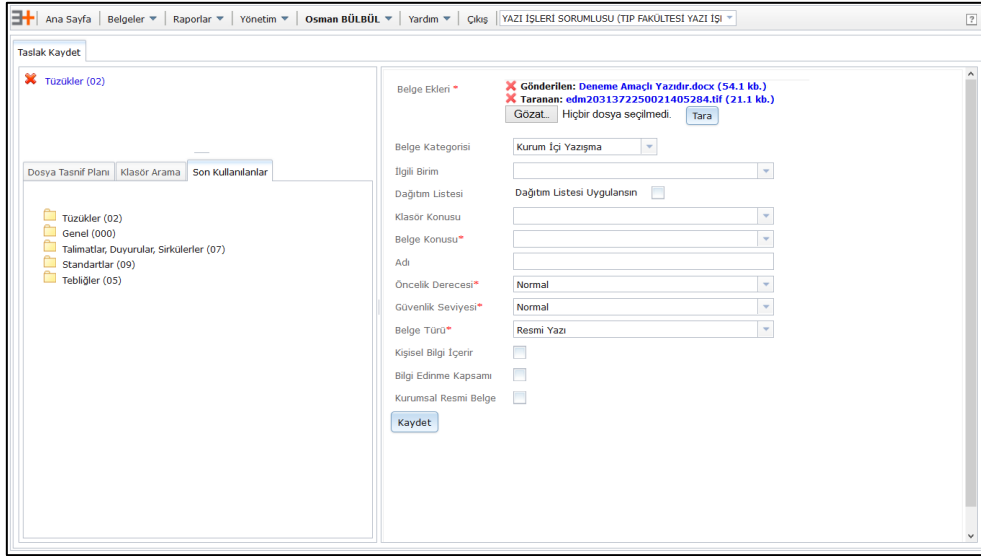 Ana Sayfa Belgeler Raporlar Yönetim Osman BÜLBÜL Yardım Çıkış YAZI İŞLERİ SORUMLUSU (TIP FAKÜLTESİ YAZI İŞI ?
Taslak Kaydet
Tüzükler (02)
Dosya Tasnif Planı Klasör Arama Son Kullanılanlar
Tüzükler (02)
Genel (000)
Talimatlar, Duyurular, Sirkülerler (07)
Standartlar (09)
Tebliğler (05)
Belge Ekleri * Gönderilen: Deneme Amaçlı Yazıdır.docx (54.1 kb.)
Taranan: edm2031372250021405284.tif (21.1 kb.)
Gözat.. Hiçbir dosya seçilmedi. Tara
Belge Kategorisi Kurum İçi Yazışma
İlgili Birim
Dağıtım Listesi Dağıtım Listesi Uygulansın
Klasör Konusu
Belge Konusu*
Adı
Öncelik Derecesi* Normal
Güvenlik Seviyesi* Normal
Belge Türü* Resmi Yazı
Kişisel Bilgi İçerir
Bilgi Edinme Kapsamı
Kurumsal Resmi Belge
Kaydet